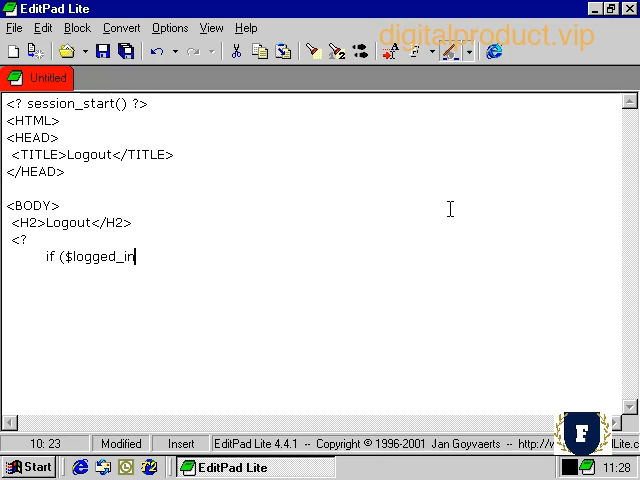 EditPad Lite
File Edit Block Convert Options View Help
digitalproduct.vip
Untitled
<? session_start() ?>
<HTML>
<HEAD>
<TITLE>Logout</TITLE>
</HEAD>
<BODY>
<H2>Logout</H2>
<?
if ($logged_in
10: 23 Modified Insert EditPad Lite 4.4.1 -- Copyright © 1996-2001 Jan Goyvaerts --
F
Start EditPad Lite 11:28